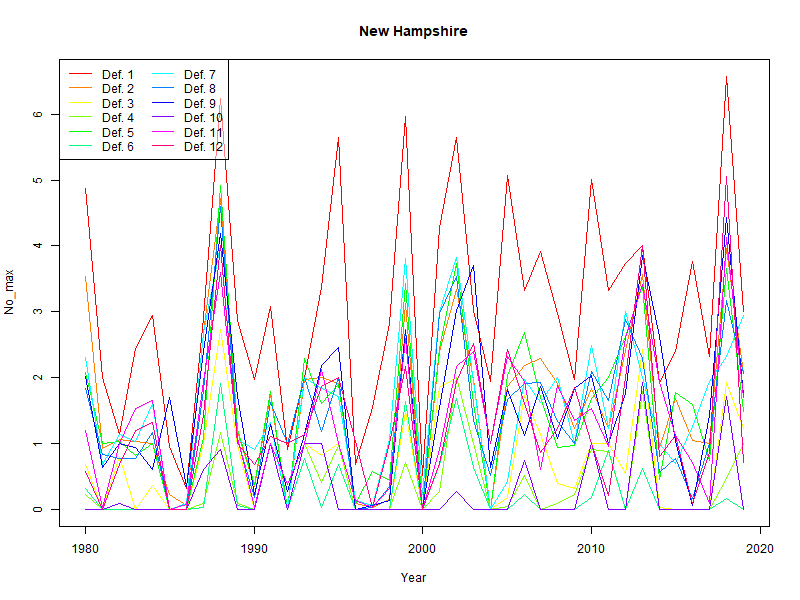 New Hampshire
Def. 1 Def. 7
Def. 2 Def. 8
Def. 3 Def. 9
Def. 4 Def. 10
Def. 5 Def. 11
Def. 6 Def. 12
No_max
6
5
4
3
2
1
0
1980 1990 2000 2010 2020
Year